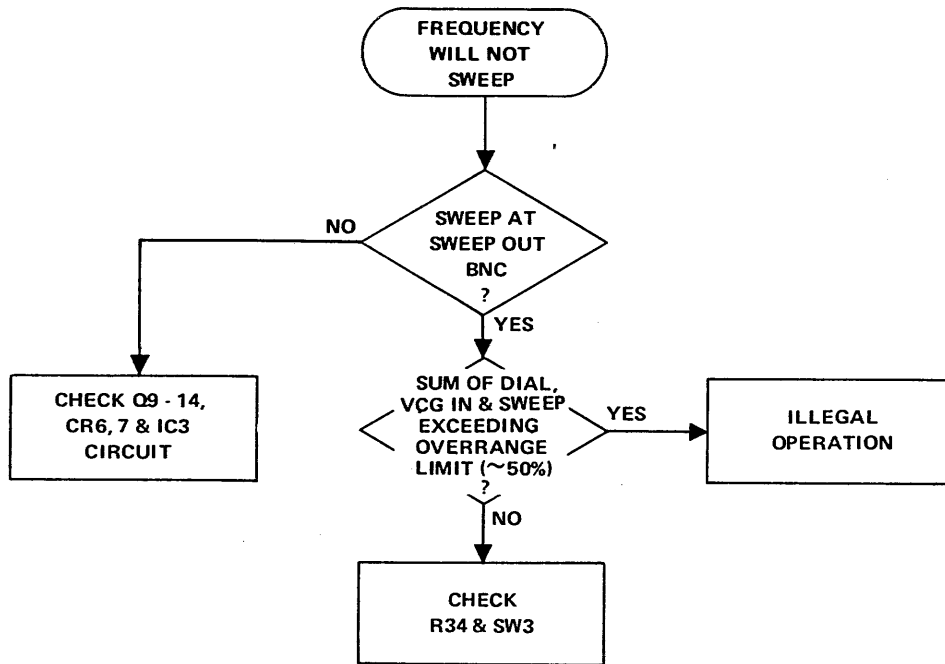 FREQUENCY
WILL NOT
SWEEP
SWEEP AT
SWEEP OUT
BNC
?
NO
YES
CHECK Q9 - 14,
CR6, 7 & IC3
CIRCUIT
SUM OF DIAL,
VCG IN & SWEEP
EXCEEDING
OVERRANGE
LIMIT (~50%)
?
YES
ILLEGAL
OPERATION
NO
CHECK
R34 & SW3